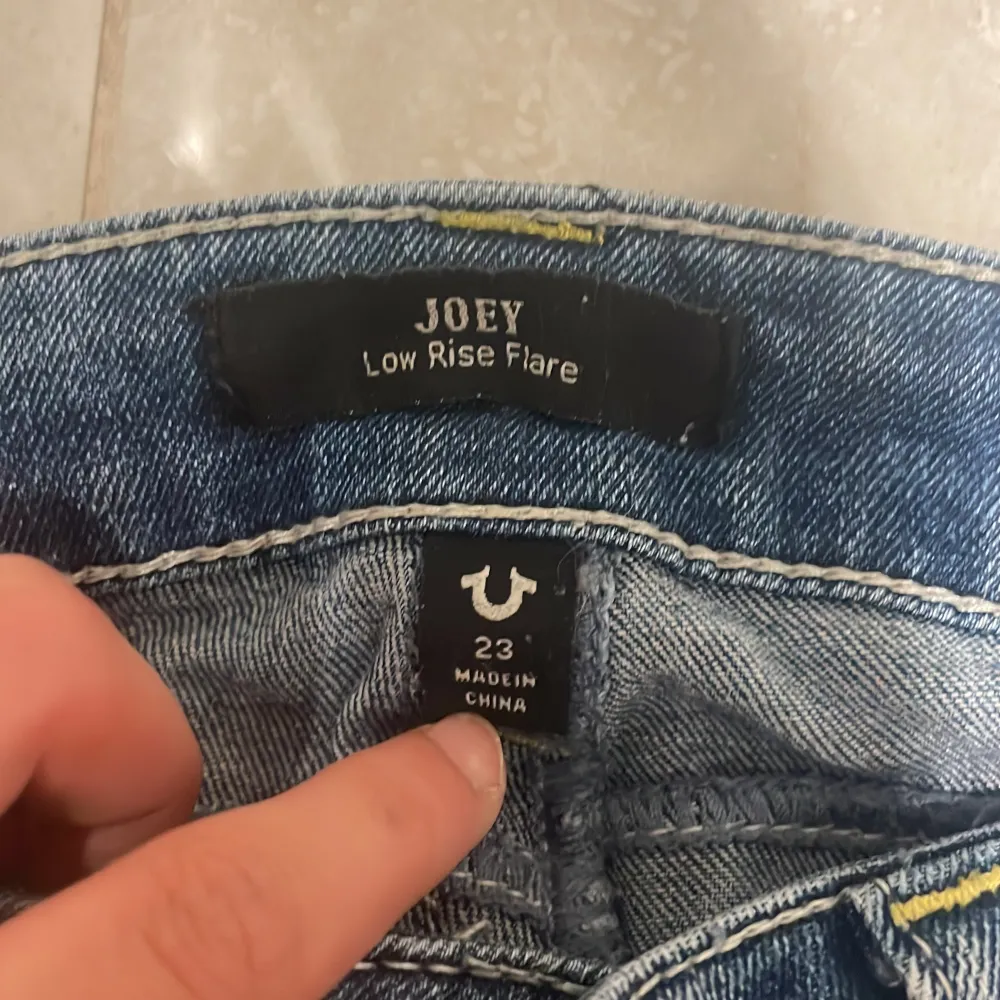 JOEY
Low Rise Flare
23
MADE IN
CHINA